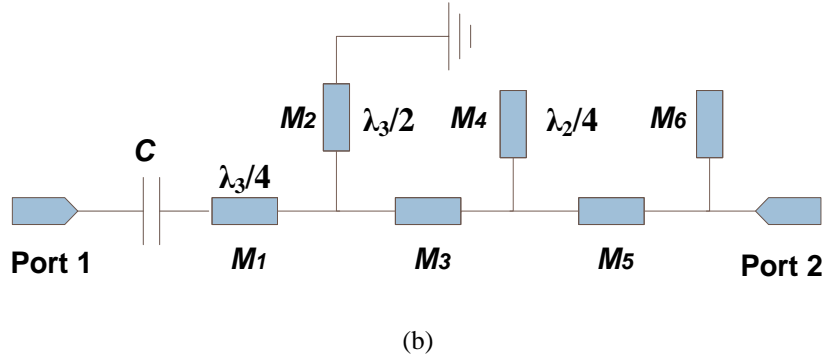 M2 λ3/2 M4 λ2/4 M6
C
λ3/4
Port 1 M1 M3 M5 Port 2
(b)